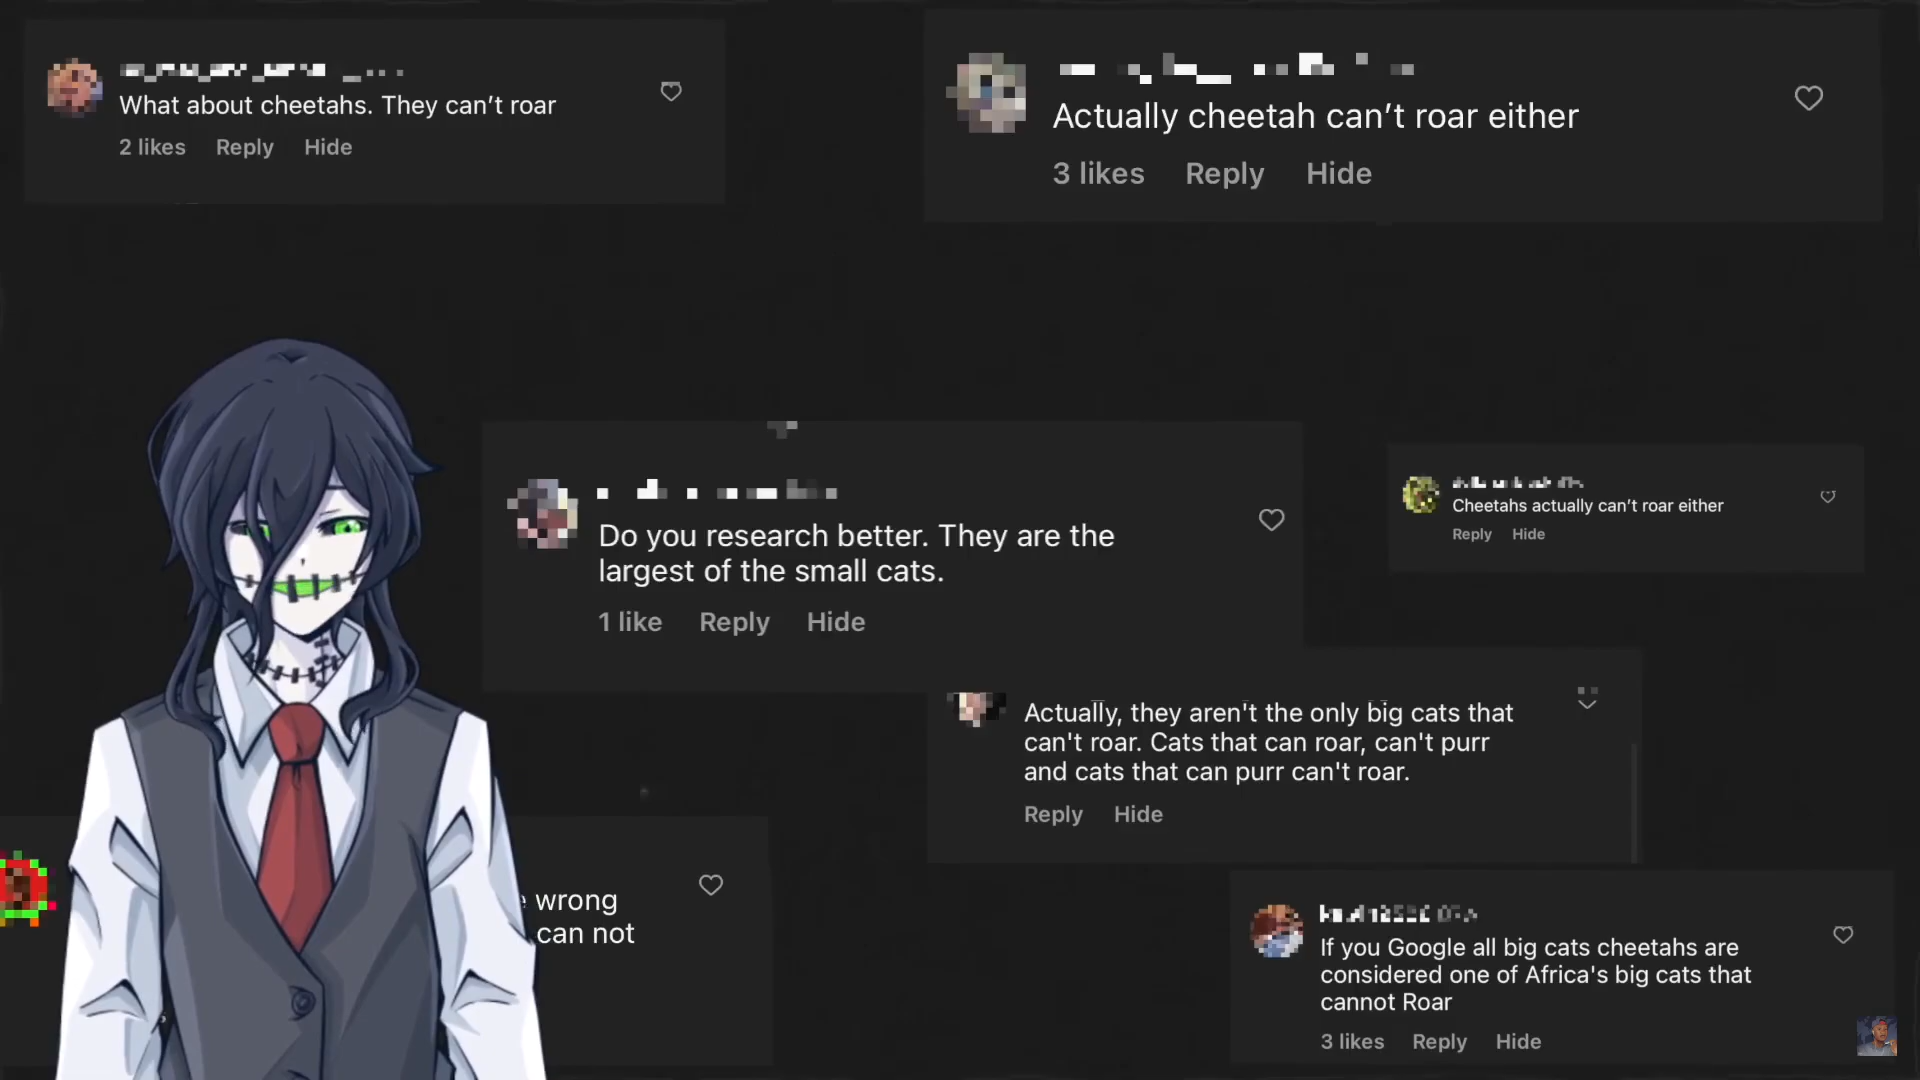 What about cheetahs. They can’t roar
2 likes Reply Hide
Actually cheetah can’t roar either
3 likes Reply Hide
Do you research better. They are the
largest of the small cats.
1 like Reply Hide
Cheetahs actually can’t roar either
Reply Hide
Actually, they aren't the only big cats that
can't roar. Cats that can roar, can't purr
and cats that can purr can't roar.
Reply Hide
wrong
can not
If you Google all big cats cheetahs are
considered one of Africa's big cats that
cannot Roar
3 likes Reply Hide